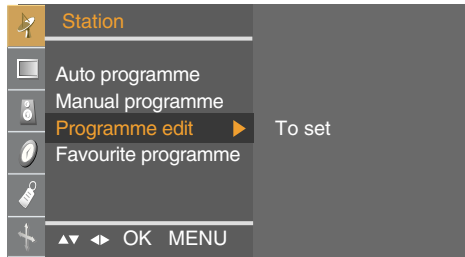 Station
Auto programme
Manual programme
Programme edit ▶ To set
Favourite programme
▲▼ ◀▶ OK MENU